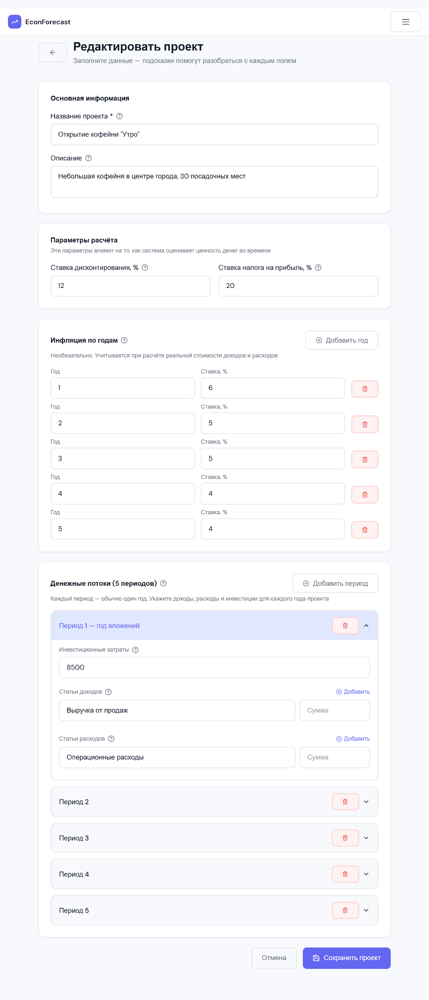 EconForecast
Редактировать проект
Заполните данные — подсказки помогут разобраться с каждым полем
Основная информация
Название проекта *
Открытие кофейни "Утро"
Описание
Небольшая кофейня в центре города, 30 посадочных мест
Параметры расчёта
Эти параметры влияют на то, как система оценивает ценность денег во времени
Ставка дисконтирования, % Ставка налога на прибыль, %
12 20
Инфляция по годам Добавить год
Необязательно. Учитывается при расчёте реальной стоимости доходов и расходов
Год Ставка, %
1 6
Год Ставка, %
2 5
Год Ставка, %
3 5
Год Ставка, %
4 4
Год Ставка, %
5 4
Денежные потоки (5 периодов) Добавить период
Каждый период — обычно один год. Укажите доходы, расходы и инвестиции для каждого года проекта
Период 1 — год вложений
Инвестиционные затраты
8500
Статьи доходов Добавить
Выручка от продаж Сумма
Статьи расходов Добавить
Операционные расходы Сумма
Период 2
Период 3
Период 4
Период 5
Отмена Сохранить проект